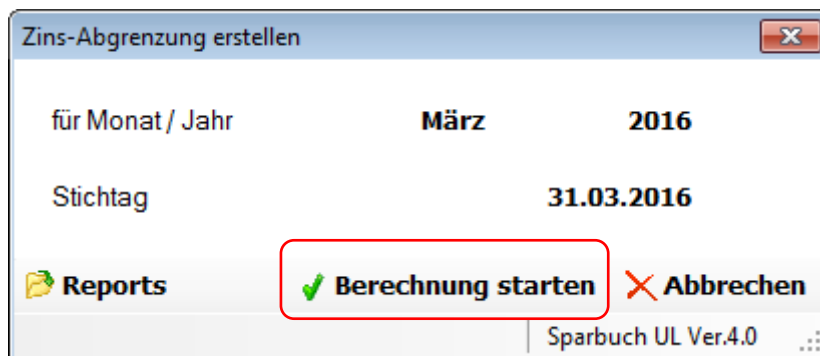 Zins-Abgrenzung erstellen
für Monat / Jahr März 2016
Stichtag 31.03.2016
Reports Berechnung starten Abbrechen
Sparbuch UL Ver.4.0